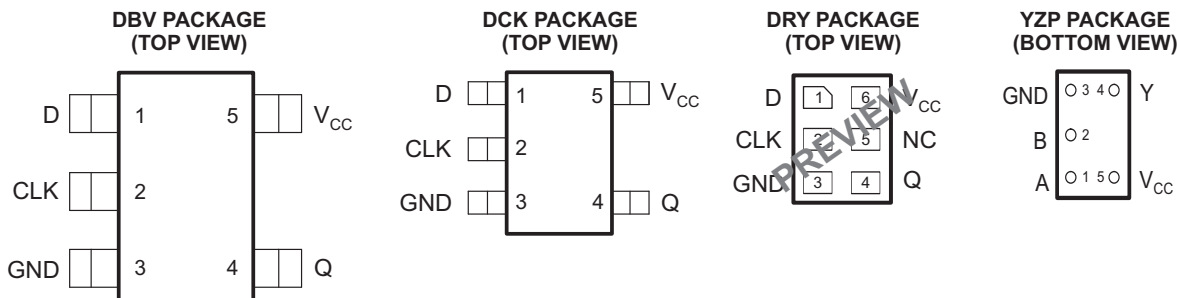 DBV PACKAGE
(TOP VIEW)
D 1 5 VCC
CLK 2
GND 3 4 Q
DCK PACKAGE
(TOP VIEW)
D 1 5 VCC
CLK 2
GND 3 4 Q
DRY PACKAGE
(TOP VIEW)
D 1 6 VCC
CLK 2 5 NC
GND 3 4 Q
PREVIEW
YZP PACKAGE
(BOTTOM VIEW)
GND 3 4 Y
B 2
A 1 5 VCC